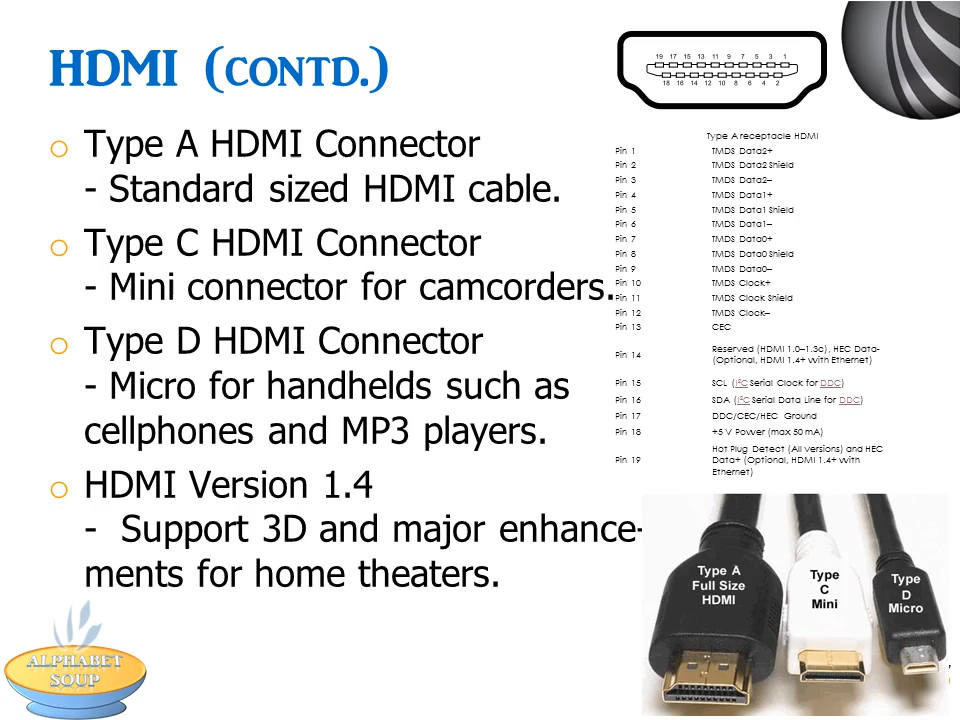 HDMI (CONTD.)
o Type A HDMI Connector
- Standard sized HDMI cable.
o Type C HDMI Connector
- Mini connector for camcorders.
o Type D HDMI Connector
- Micro for handhelds such as
cellphones and MP3 players.
o HDMI Version 1.4
- Support 3D and major enhance-
ments for home theaters.
19 17 15 13 11 9 7 5 3 1
18 16 14 12 10 8 6 4 2
Type A receptacle HDMI
Pin 1 TMDS Data2+
Pin 2 TMDS Data2 Shield
Pin 3 TMDS Data2–
Pin 4 TMDS Data1+
Pin 5 TMDS Data1 Shield
Pin 6 TMDS Data1–
Pin 7 TMDS Data0+
Pin 8 TMDS Data0 Shield
Pin 9 TMDS Data0–
Pin 10 TMDS Clock+
Pin 11 TMDS Clock Shield
Pin 12 TMDS Clock–
Pin 13 CEC
Pin 14 Reserved (HDMI 1.0–1.3c), HEC Data-
(Optional, HDMI 1.4+ with Ethernet)
Pin 15 SCL (I²C Serial Clock for DDC)
Pin 16 SDA (I²C Serial Data Line for DDC)
Pin 17 DDC/CEC/HEC Ground
Pin 18 +5 V Power (max 50 mA)
Pin 19 Hot Plug Detect (All versions) and HEC
Data+ (Optional, HDMI 1.4+ with
Ethernet)
Type A
Full Size
HDMI
Type
C
Mini
Type
D
Micro
ALPHABET
SOUP